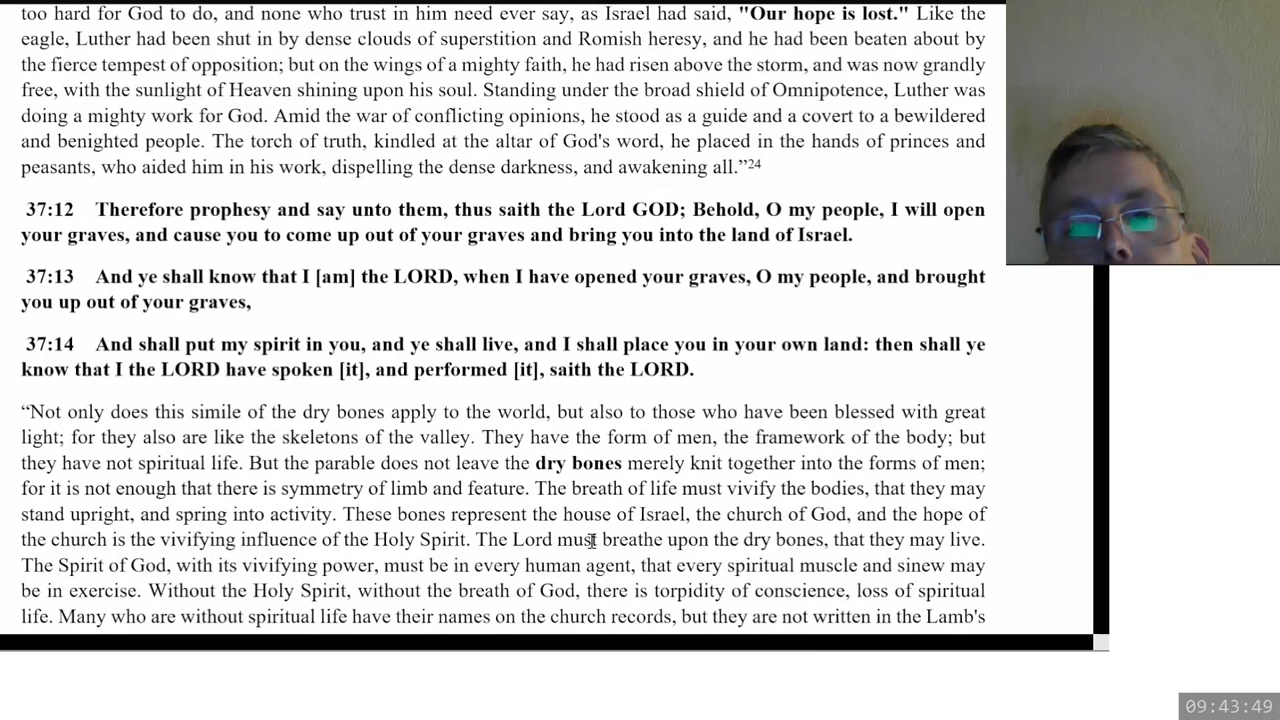 too hard for God to do, and none who trust in him need ever say, as Israel had said, "Our hope is lost." Like the
eagle, Luther had been shut in by dense clouds of superstition and Romish heresy, and he had been beaten about by
the fierce tempest of opposition; but on the wings of a mighty faith, he had risen above the storm, and was now grandly
free, with the sunlight of Heaven shining upon his soul. Standing under the broad shield of Omnipotence, Luther was
doing a mighty work for God. Amid the war of conflicting opinions, he stood as a guide and a covert to a bewildered
and benighted people. The torch of truth, kindled at the altar of God's word, he placed in the hands of princes and
peasants, who aided him in his work, dispelling the dense darkness, and awakening all.”24
37:12 Therefore prophesy and say unto them, thus saith the Lord GOD; Behold, O my people, I will open
your graves, and cause you to come up out of your graves and bring you into the land of Israel.
37:13 And ye shall know that I [am] the LORD, when I have opened your graves, O my people, and brought
you up out of your graves,
37:14 And shall put my spirit in you, and ye shall live, and I shall place you in your own land: then shall ye
know that I the LORD have spoken [it], and performed [it], saith the LORD.
“Not only does this simile of the dry bones apply to the world, but also to those who have been blessed with great
light; for they also are like the skeletons of the valley. They have the form of men, the framework of the body; but
they have not spiritual life. But the parable does not leave the dry bones merely knit together into the forms of men;
for it is not enough that there is symmetry of limb and feature. The breath of life must vivify the bodies, that they may
stand upright, and spring into activity. These bones represent the house of Israel, the church of God, and the hope of
the church is the vivifying influence of the Holy Spirit. The Lord must breathe upon the dry bones, that they may live.
The Spirit of God, with its vivifying power, must be in every human agent, that every spiritual muscle and sinew may
be in exercise. Without the Holy Spirit, without the breath of God, there is torpidity of conscience, loss of spiritual
life. Many who are without spiritual life have their names on the church records, but they are not written in the Lamb's
09:43:49